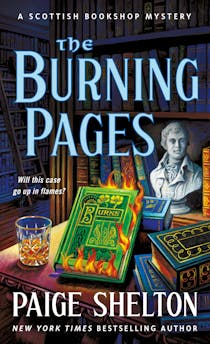 A SCOTTISH BOOKSHOP MYSTERY
THE
BURNING
PAGES
Will this case
go up in flames?
BURNS
PAIGE SHELTON
NEW YORK TIMES BESTSELLING AUTHOR